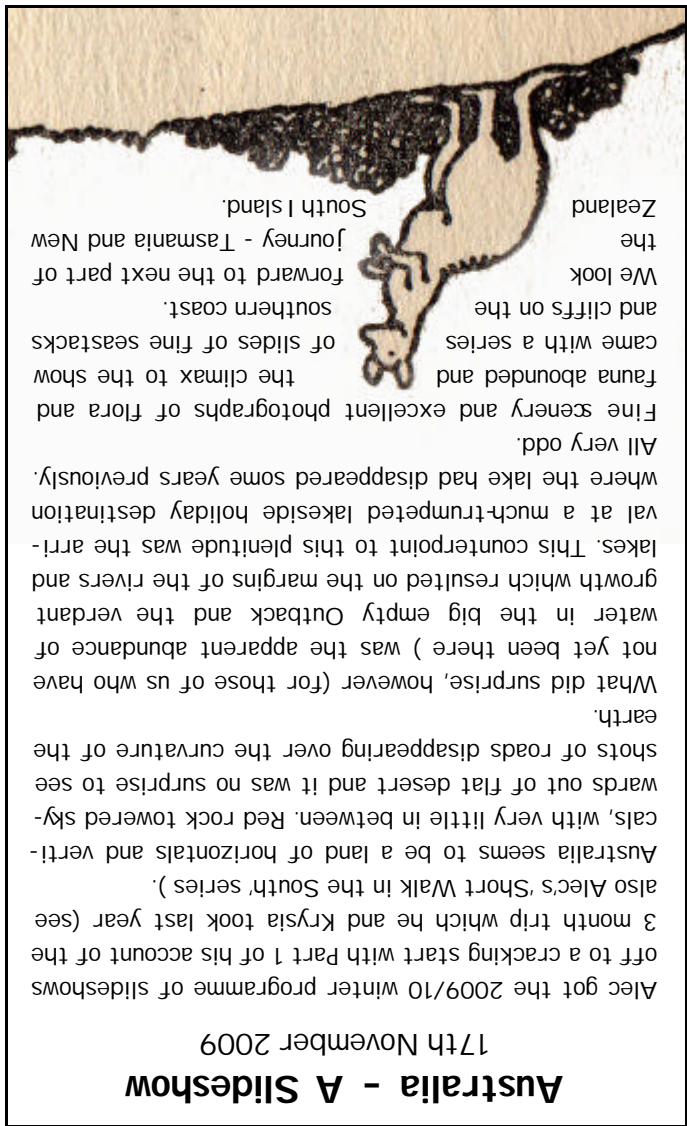 Australia - A Slideshow
17th November 2009
Alec got the 2009/10 winter programme of slideshows
off to a cracking start with Part 1 of his account of the
3 month trip which he and Krysia took last year (see
also Alec's 'Short Walk in the South' series ).
Australia seems to be a land of horizontals and verti-
cals, with very little in between. Red rock towered sky-
wards out of flat desert and it was no surprise to see
shots of roads disappearing over the curvature of the
earth.
What did surprise, however (for those of us who have
not yet been there ) was the apparent abundance of
water in the big empty Outback and the verdant
growth which resulted on the margins of the rivers and
lakes. This counterpoint to this plenitude was the arri-
val at a much-trumpeted lakeside holiday destination
where the lake had disappeared some years previously.
All very odd.
Fine scenery and excellent photographs of flora and
fauna abounded and the climax to the show
came with a series of slides of fine seastacks
and cliffs on the southern coast.
We look forward to the next part of
the journey - Tasmania and New
Zealand South Island.